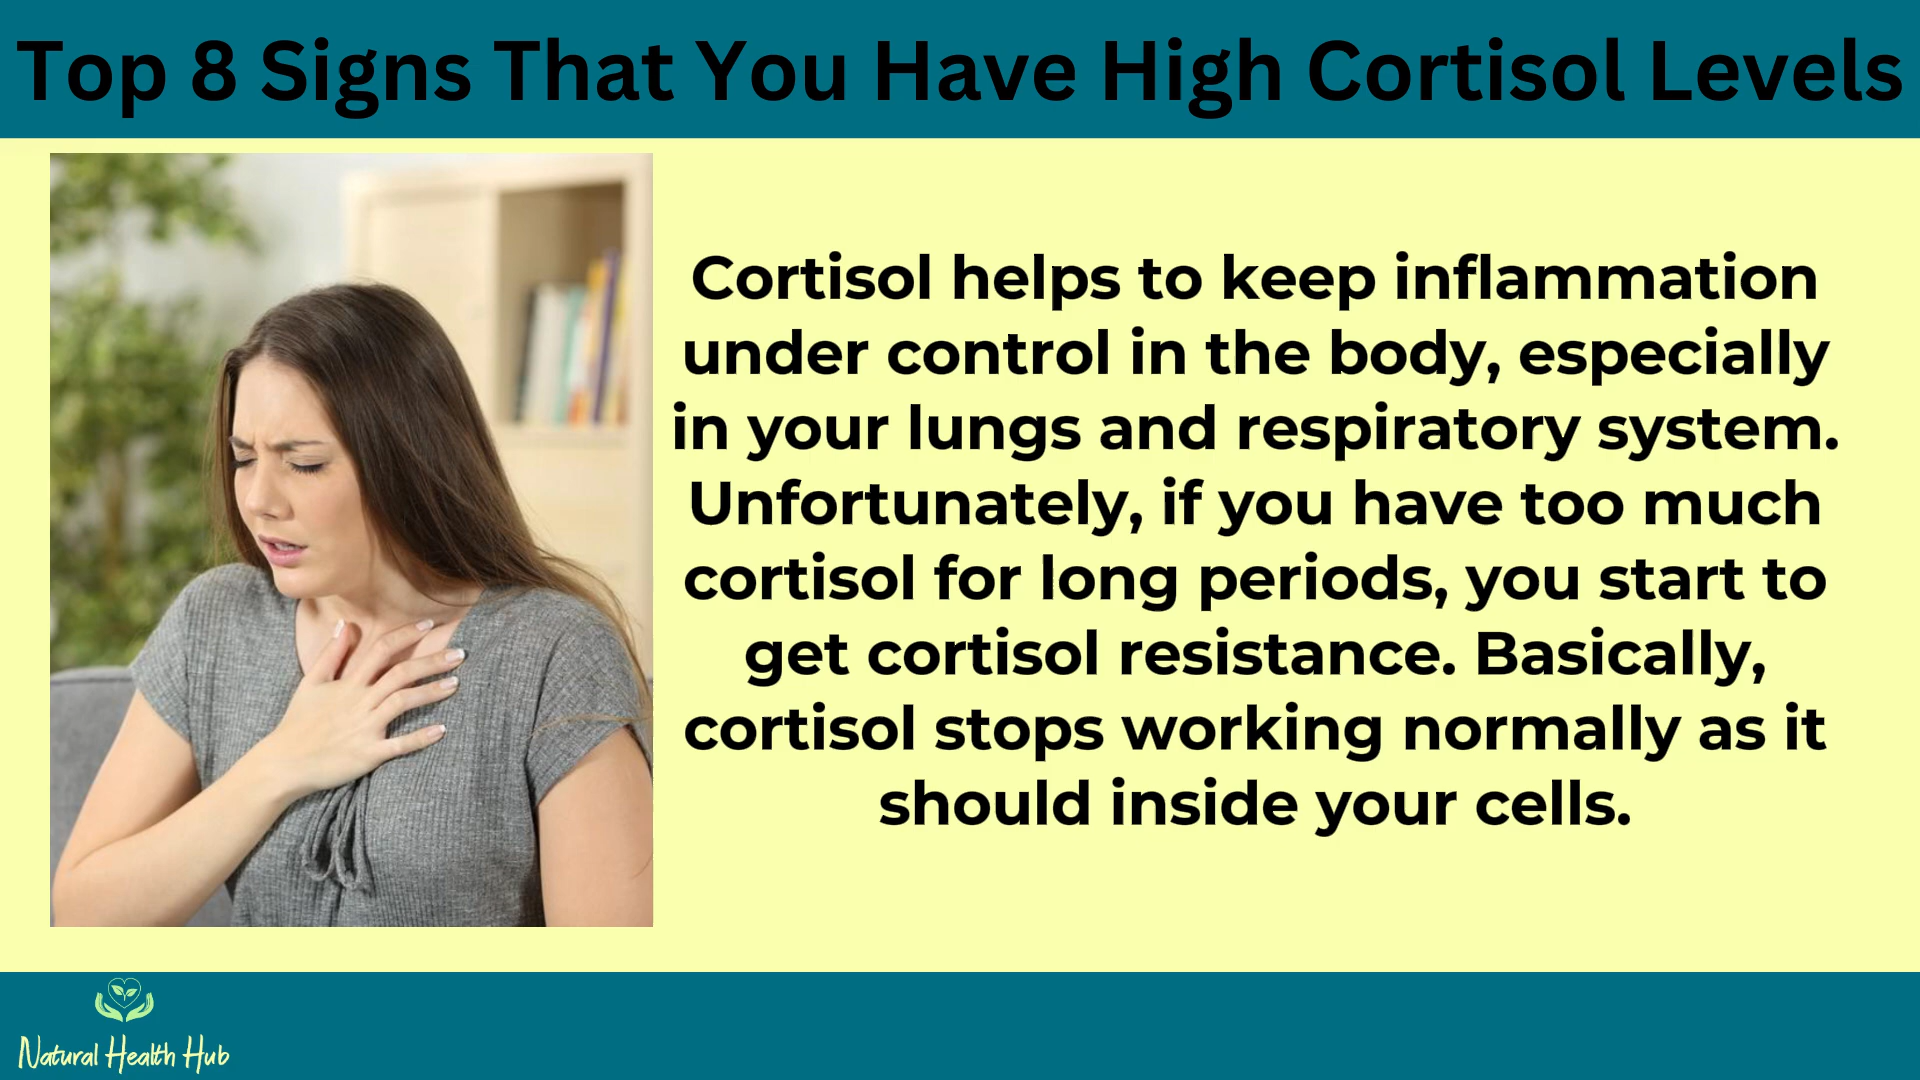 Top 8 Signs That You Have High Cortisol Levels
Cortisol helps to keep inflammation
under control in the body, especially
in your lungs and respiratory system.
Unfortunately, if you have too much
cortisol for long periods, you start to
get cortisol resistance. Basically,
cortisol stops working normally as it
should inside your cells.
Natural Health Hub